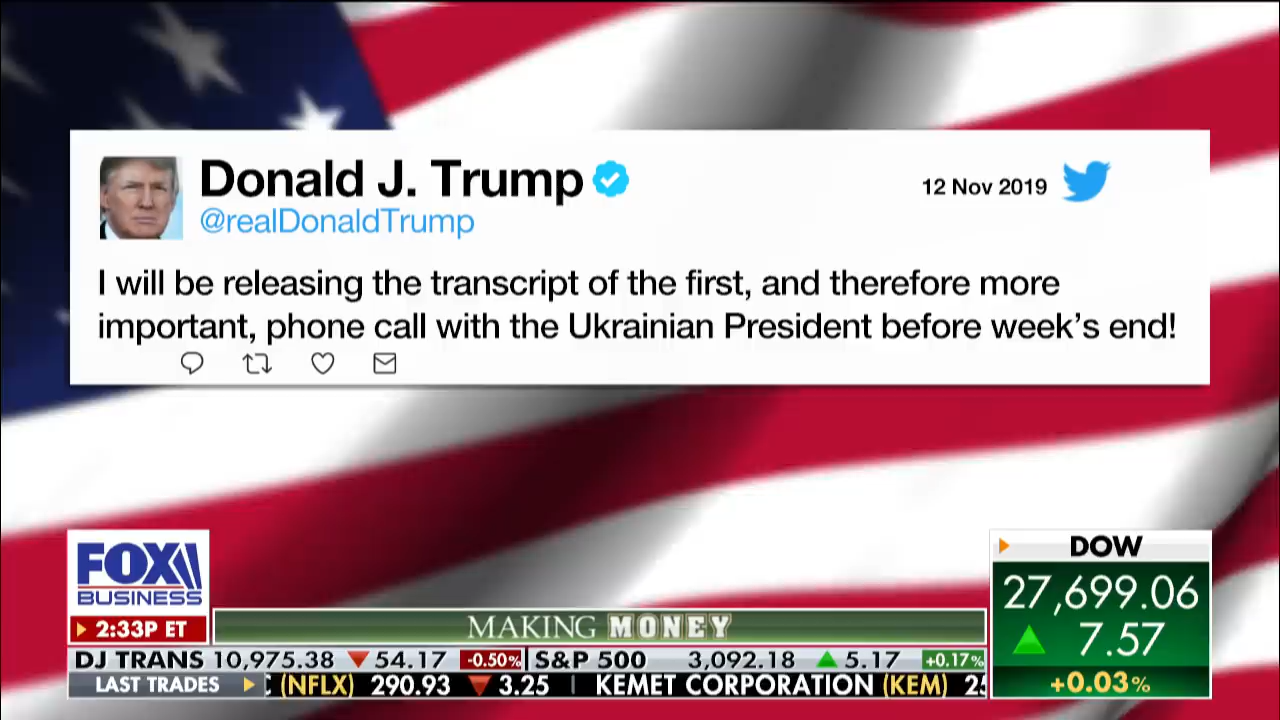 Donald J. Trump
@realDonaldTrump
12 Nov 2019
I will be releasing the transcript of the first, and therefore more
important, phone call with the Ukrainian President before week's end!
FOX
BUSINESS
2:33P ET
MAKING MONEY
DOW
27,699.06
7.57
+0.03%
DJ TRANS 10,975.38 54.17 -0.50% S&P 500 3,092.18 5.17 +0.17%
LAST TRADES (NFLX) 290.93 3.25 KEMET CORPORATION (KEM)